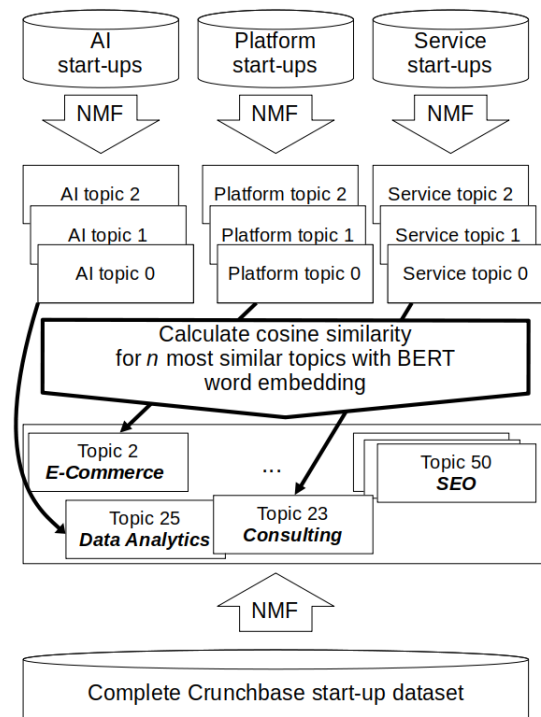 AI
start-ups
Platform
start-ups
Service
start-ups
NMF
NMF
NMF
AI topic 2
AI topic 1
AI topic 0
Platform topic 2
Platform topic 1
Platform topic 0
Service topic 2
Service topic 1
Service topic 0
Calculate cosine similarity
for n most similar topics with BERT
word embedding
Topic 2
E-Commerce
...
Topic 50
SEO
Topic 25
Data Analytics
Topic 23
Consulting
NMF
Complete Crunchbase start-up dataset